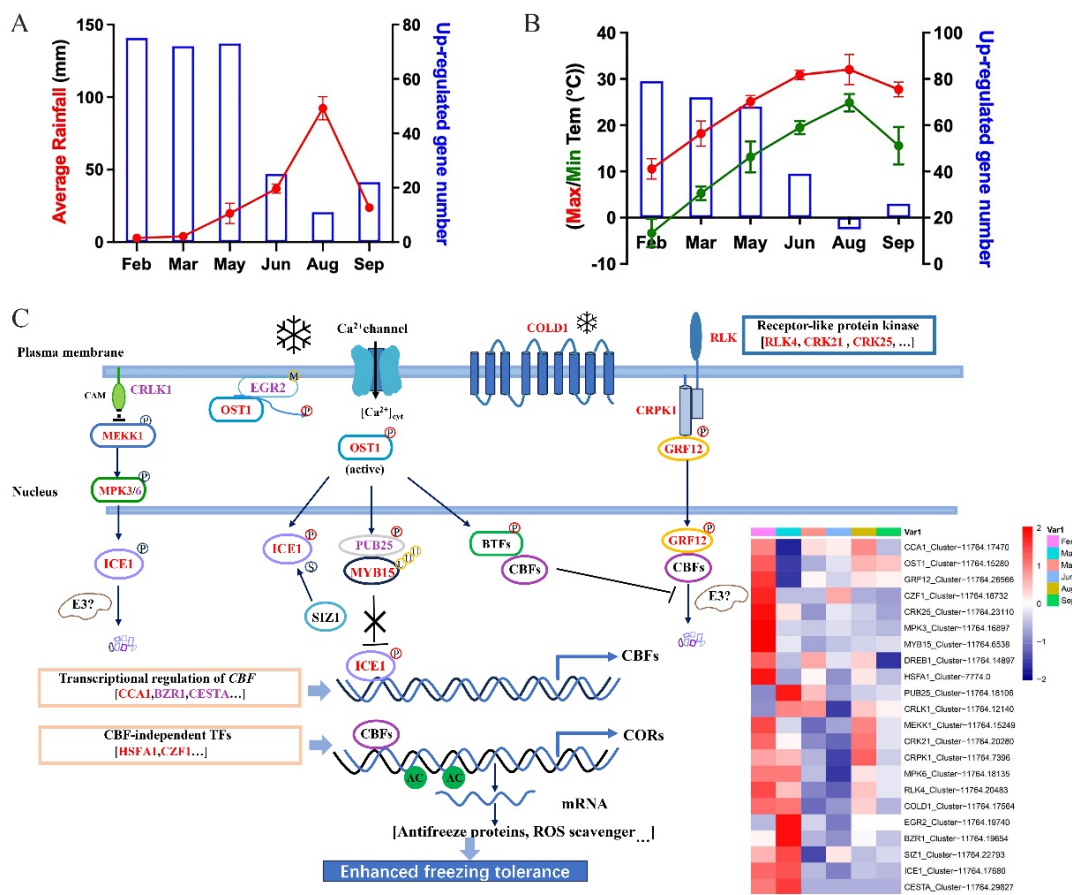 A
150
100
50
0
Average Rainfall (mm)
80
60
40
20
0
Up-regulated gene number
Feb Mar May Jun Aug Sep
B
40
30
20
10
0
-10
(Max/Min Tem (°C))
100
80
60
40
20
0
Up-regulated gene number
Feb Mar May Jun Aug Sep
C
Plasma membrane
CAM
CRLK1
MEKK1
P
MPK3/6
P
Nucleus
ICE1
P
E3?
EGR2
M
OST1
P
Ca²⁺channel
[Ca²⁺]cyt
OST1
P
(active)
COLD1
RLK
Receptor-like protein kinase
[RLK4, CRK21 , CRK25, ...]
CRPK1
GRF12
P
ICE1
P
S
SIZ1
PUB25
P
MYB15
U
U
U
BTFs
P
CBFs
GRF12
P
CBFs
E3?
ICE1
P
CBFs
Transcriptional regulation of CBF
[CCA1,BZR1,CESTA...]
CBF-independent TFs
[HSFA1,CZF1...]
CBFs
CORs
AC
AC
mRNA
[Antifreeze proteins, ROS scavenger...]
Enhanced freezing tolerance
Var1
CCA1_Cluster-11764.17470
OST1_Cluster-11764.15280
GRF12_Cluster-11764.26566
CZF1_Cluster-11764.18732
CRK25_Cluster-11764.23110
MPK3_Cluster-11764.16897
MYB15_Cluster-11764.6538
DREB1_Cluster-11764.14897
HSFA1_Cluster-7774.0
PUB25_Cluster-11764.18106
CRLK1_Cluster-11764.12140
MEKK1_Cluster-11764.15249
CRK21_Cluster-11764.20280
CRPK1_Cluster-11764.7396
MPK6_Cluster-11764.18135
RLK4_Cluster-11764.20483
COLD1_Cluster-11764.17564
EGR2_Cluster-11764.19740
BZR1_Cluster-11764.19654
SIZ1_Cluster-11764.22793
ICE1_Cluster-11764.17680
CESTA_Cluster-11764.29827
2
1
0
-1
-2
Var1
Fe
Ma
Ma
Jun
Aug
Sep